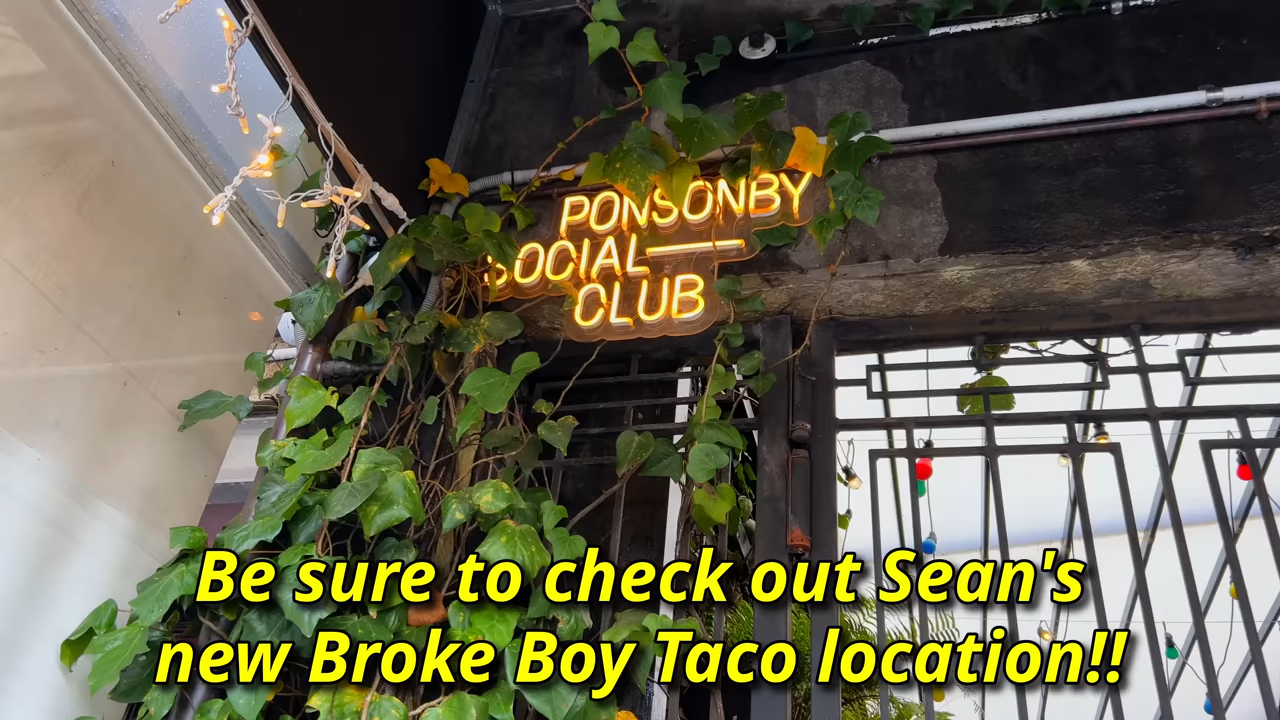 PONSONBY
SOCIAL
CLUB
Be sure to check out Sean's
new Broke Boy Taco location!!